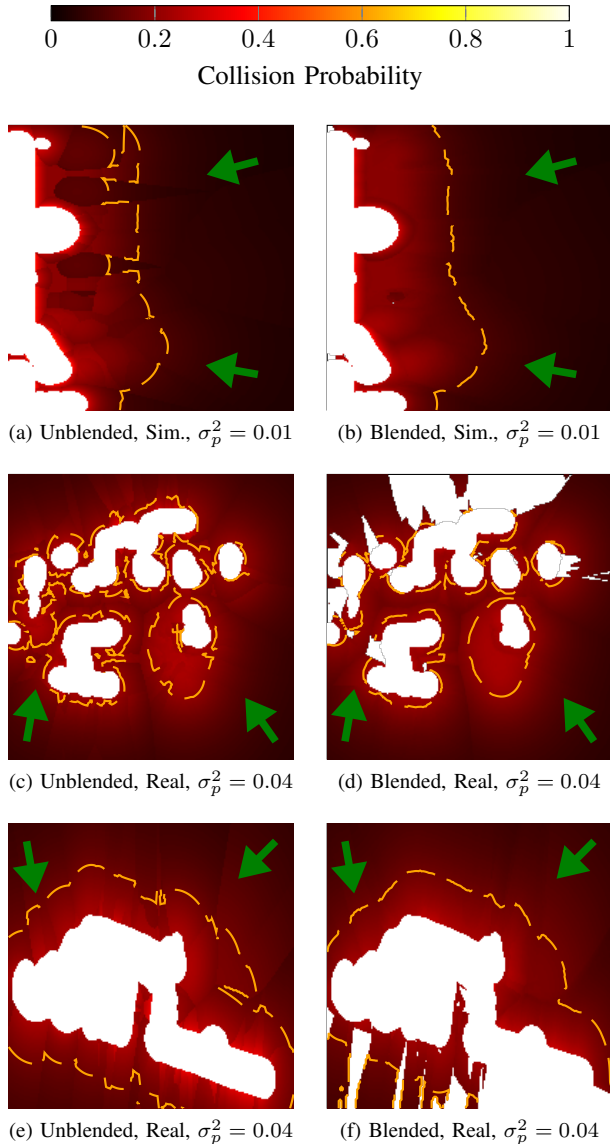 0 0.2 0.4 0.6 0.8 1
Collision Probability
(a) Unblended, Sim., σ_p^2 = 0.01
(b) Blended, Sim., σ_p^2 = 0.01
(c) Unblended, Real, σ_p^2 = 0.04
(d) Blended, Real, σ_p^2 = 0.04
(e) Unblended, Real, σ_p^2 = 0.04
(f) Blended, Real, σ_p^2 = 0.04